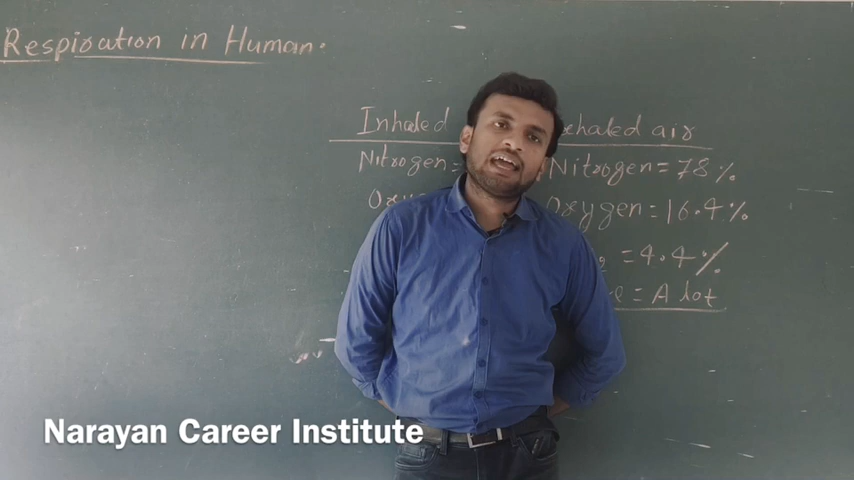 Respiration in Human.
Inhaled
exhaled air
Nitrogen =
Nitrogen = 78%
Oxygen = 16.4%
= 4.4%
= A lot
Narayan Career Institute